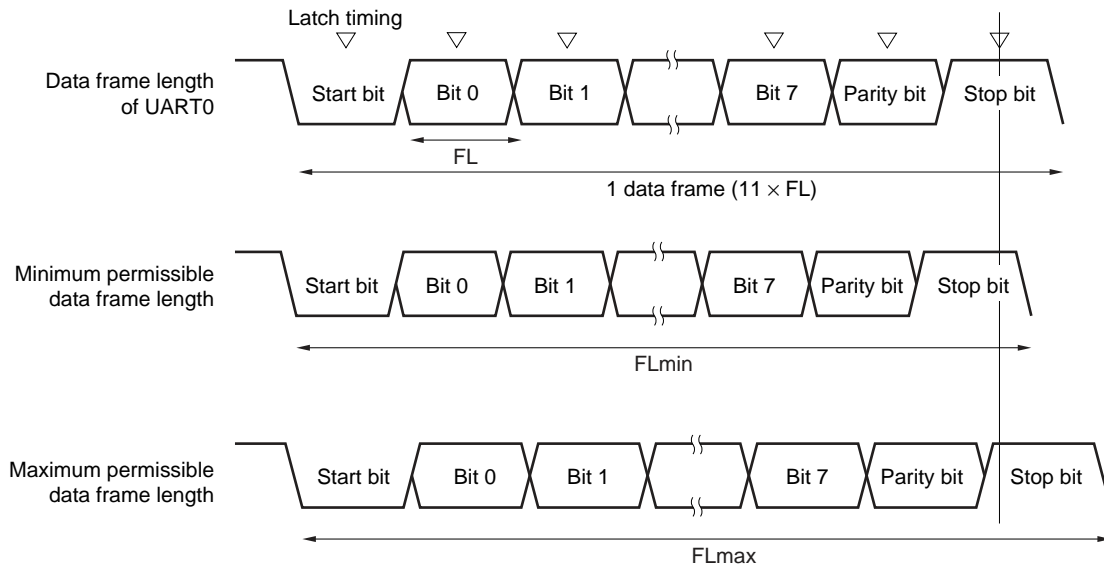 Latch timing
Data frame length
of UART0
Start bit Bit 0 Bit 1 Bit 7 Parity bit Stop bit
FL
1 data frame (11 × FL)
Minimum permissible
data frame length
Start bit Bit 0 Bit 1 Bit 7 Parity bit Stop bit
FLmin
Maximum permissible
data frame length
Start bit Bit 0 Bit 1 Bit 7 Parity bit Stop bit
FLmax